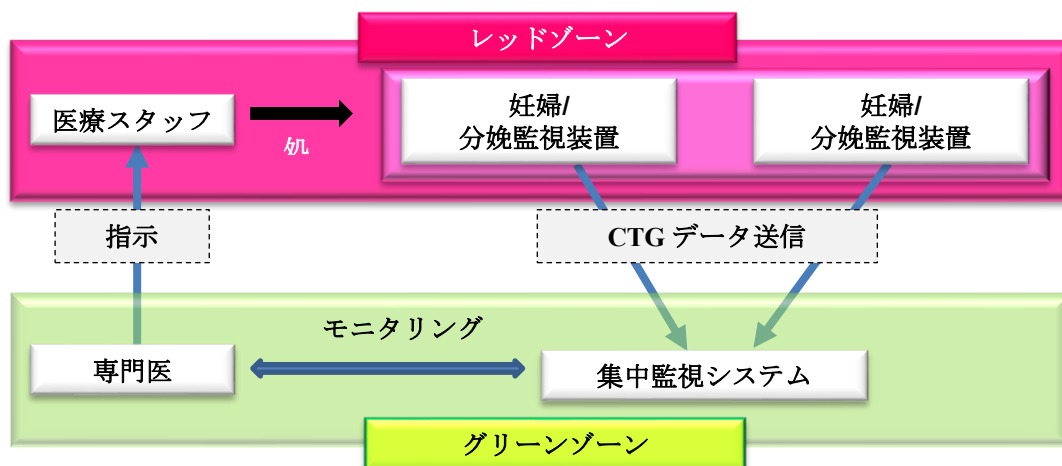 レッドゾーン
医療スタッフ
処
妊婦/
分娩監視装置
妊婦/
分娩監視装置
指示
CTG データ送信
モニタリング
専門医
集中監視システム
グリーンゾーン